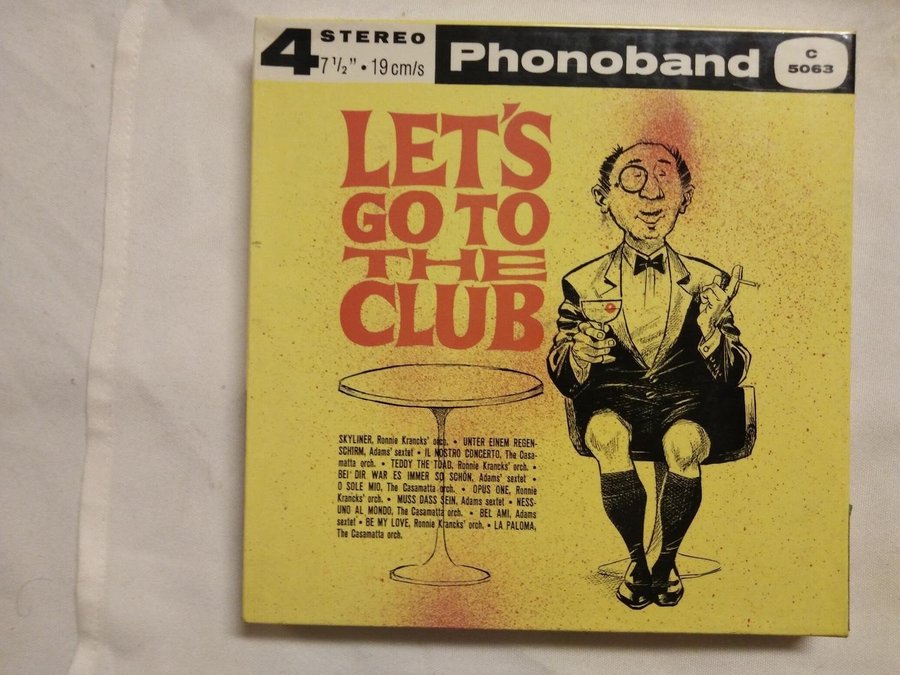 4 STEREO
7 1/2" • 19 cm/s
Phonoband
C
5063
LET'S
GO TO
THE
CLUB
SKYLINER, Ronnie Krancks' orch. • UNTER EINEM REGEN-
SCHIRM, Adams' sextet • IL NOSTRO CONCERTO, The Casa-
matta orch. • TEDDY THE TOAD, Ronnie Krancks' orch. •
BEI' DIR WAR ES IMMER SO SCHÖN, Adams' sextet •
O SOLE MIO, The Casamatta orch. • OPUS ONE, Ronnie
Krancks' orch. • MUSS DASS SEIN, Adams sextet • NESS-
UNO AL MONDO, The Casamatta orch. • BEL AMI, Adams
sextet • BE MY LOVE, Ronnie Krancks' orch. • LA PALOMA,
The Casamatta orch.